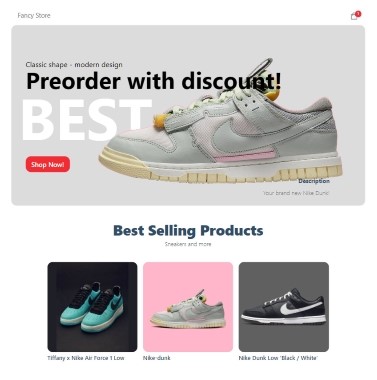 Fancy Store
Classic shape - modern design
Preorder with discount!
BEST
Shop Now!
Description
Your brand new Nike Dunk
Best Selling Products
Sneakers and more
Tiffany x Nike Air Force 1 Low
Nike-dunk
Nike Dunk Low 'Black / White'